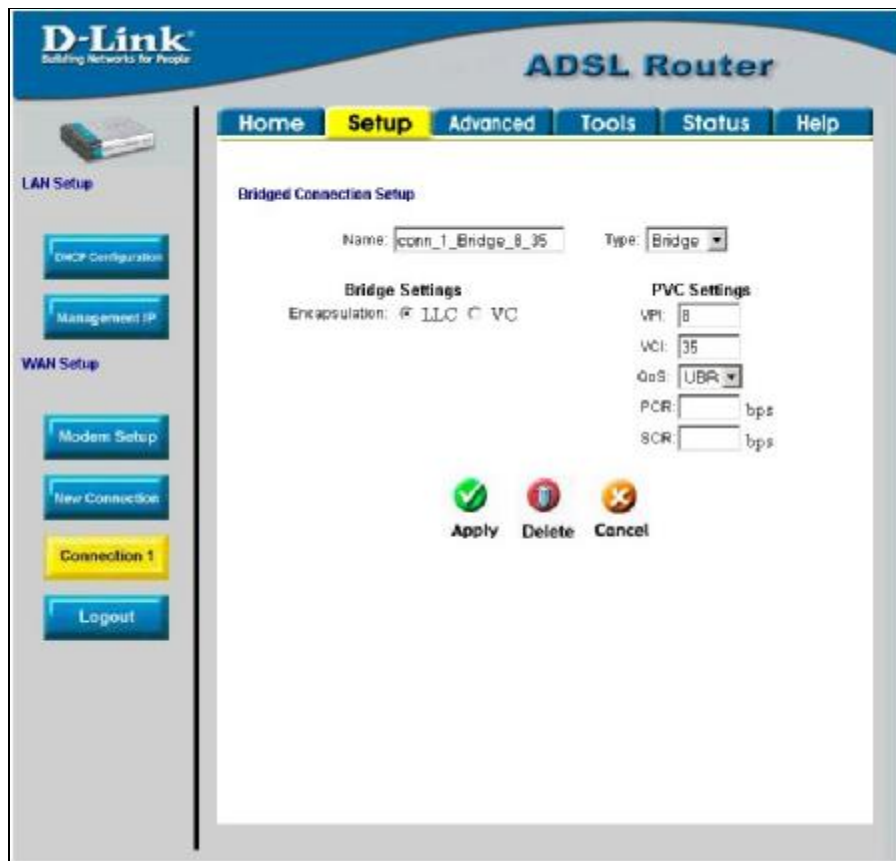 D-Link
Building Networks for People
ADSL Router
Home Setup Advanced Tools Status Help
LAN Setup
DHCP Configuration
Management IP
WAN Setup
Modem Setup
New Connection
Connection 1
Logout
Bridged Connection Setup
Name: conn_1_Bridge_8_35 Type: Bridge
Bridge Settings
Encapsulation: LLC VC
PVC Settings
VPI: 8
VCI: 35
QoS: UBR
PCR: bps
SCR: bps
Apply Delete Cancel